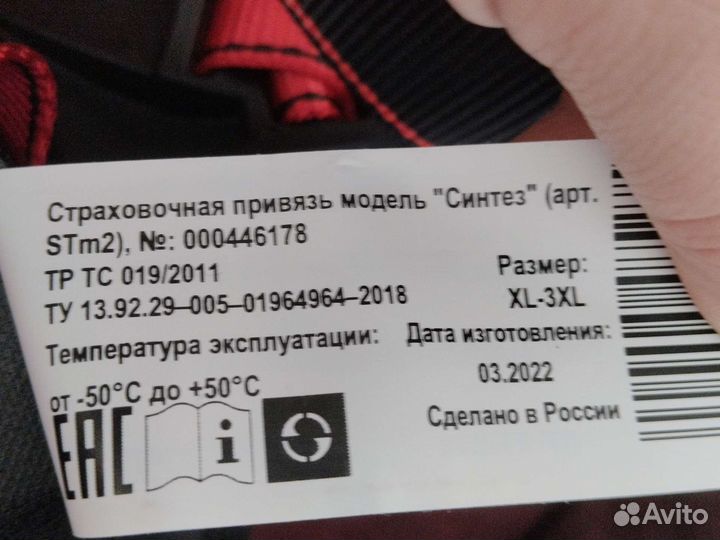 Страховочная привязь модель "Синтез" (арт.
STm2), №: 000446178
ТР ТС 019/2011
ТУ 13.92.29–005–01964964–2018
Размер:
XL-3XL
Температура эксплуатации:
от -50°C до +50°C
Дата изготовления:
03.2022
Сделано в России
EAC
i
Avito